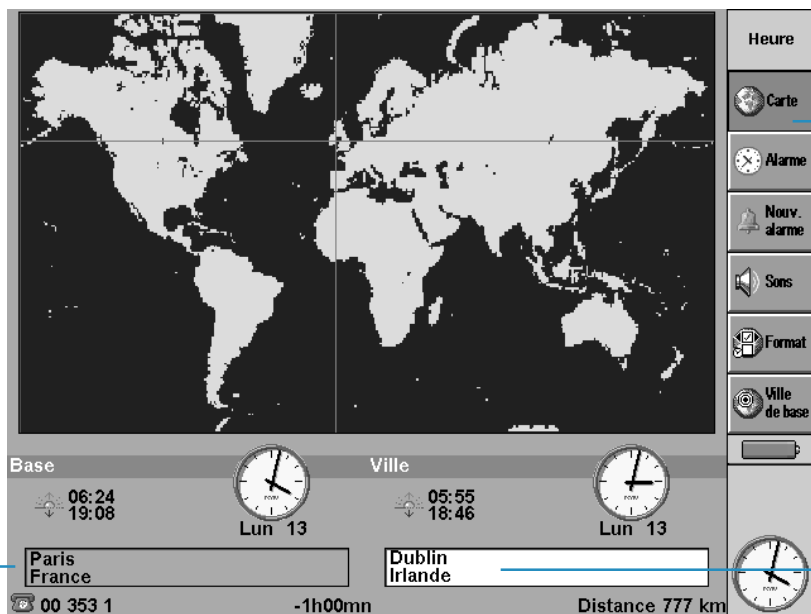 Heure
Carte
Alarme
Nouv.
alarme
Sons
Format
Ville
de base
Base
06:24
19:08
Lun 13
Paris
France
Ville
05:55
18:46
Lun 13
Dublin
Irlande
00 353 1
-1h00mn
Distance 777 km